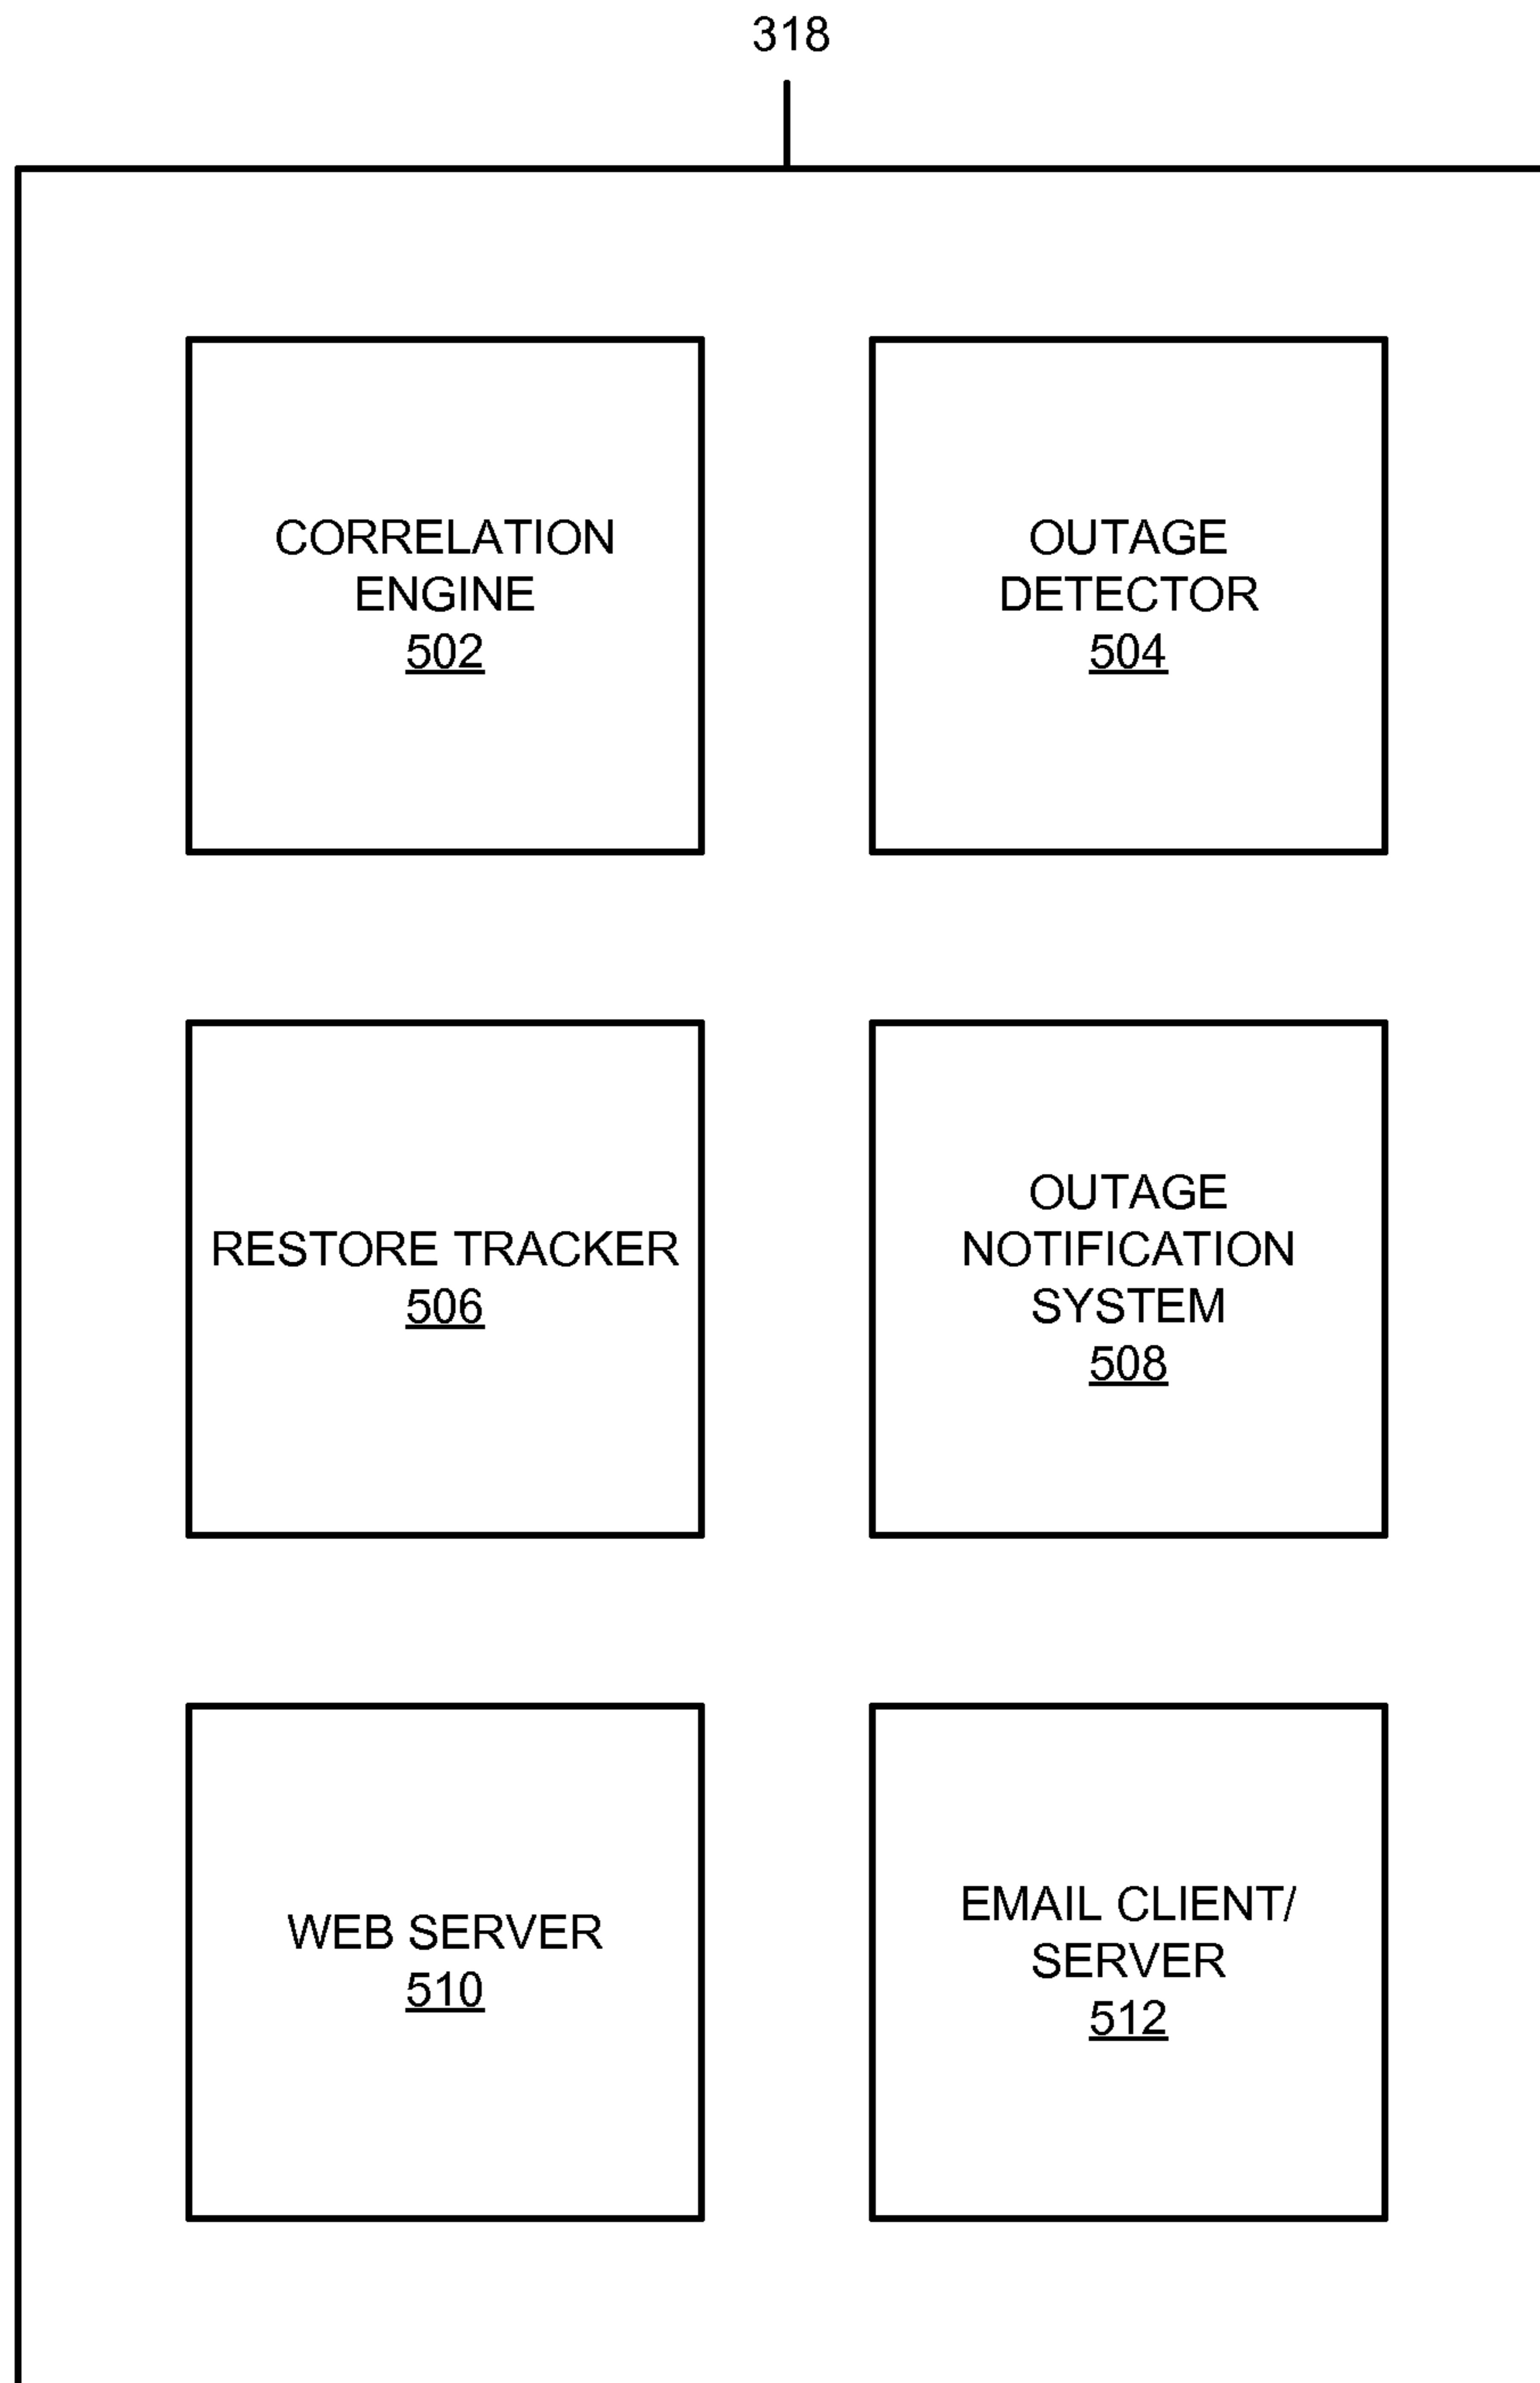 318
CORRELATION
ENGINE
502
OUTAGE
DETECTOR
504
RESTORE TRACKER
506
OUTAGE
NOTIFICATION
SYSTEM
508
WEB SERVER
510
EMAIL CLIENT/
SERVER
512